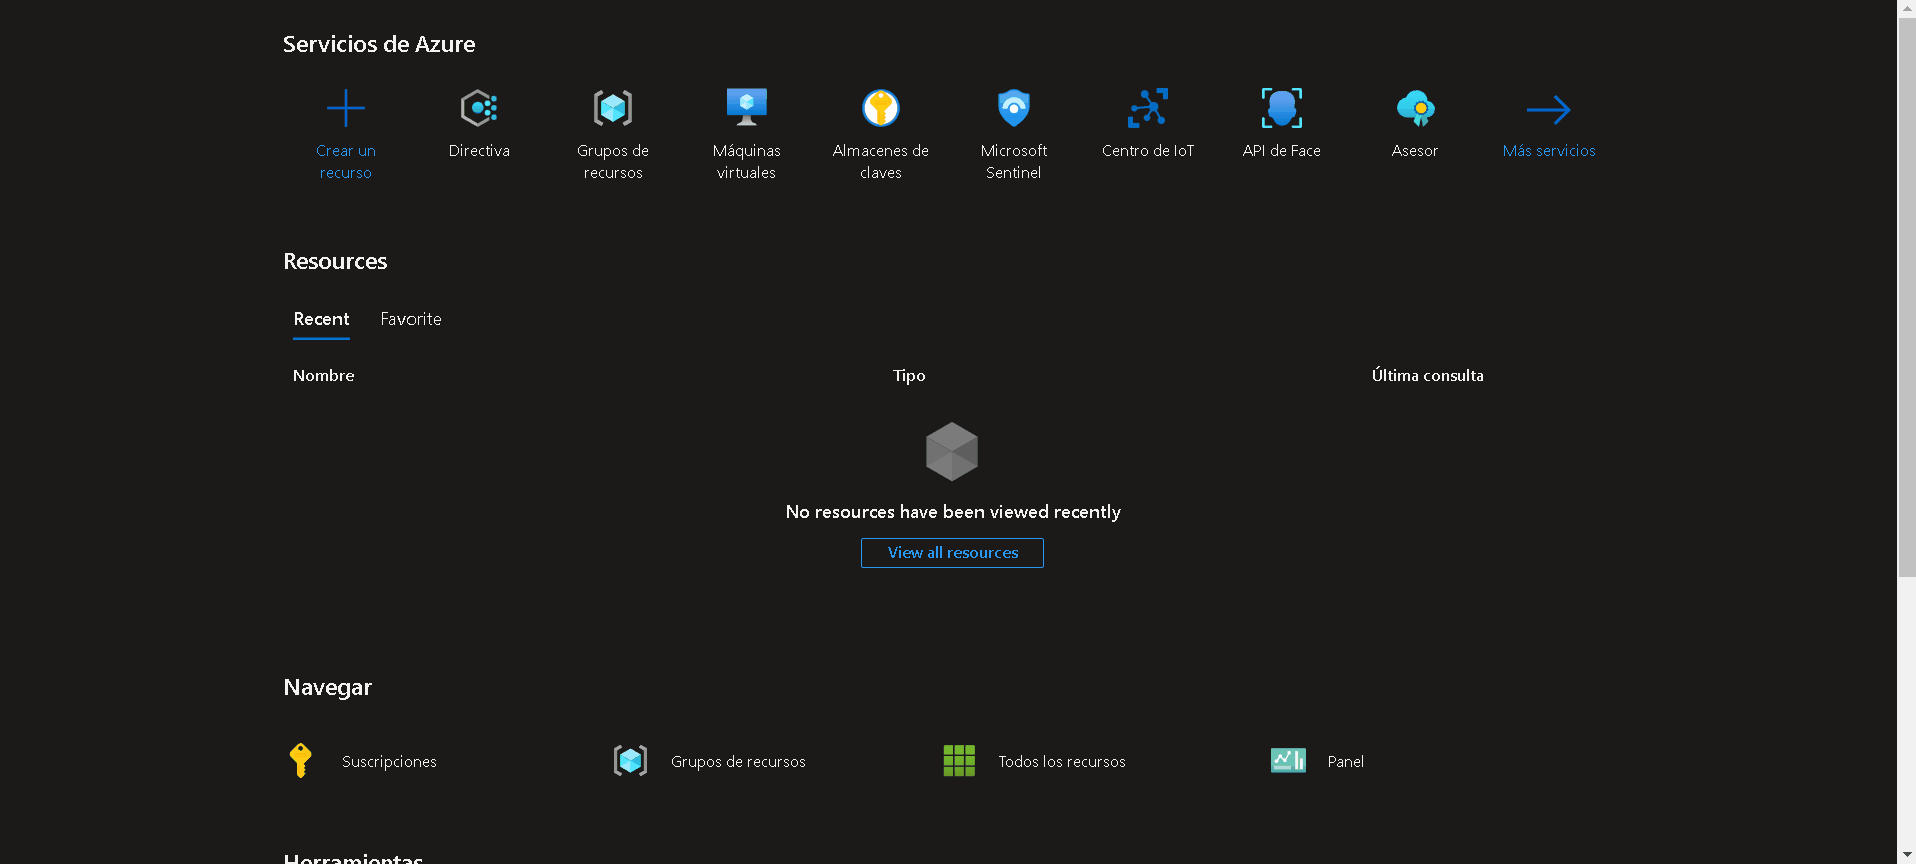 Servicios de Azure
Crear un
recurso
Directiva
Grupos de
recursos
Máquinas
virtuales
Almacenes de
claves
Microsoft
Sentinel
Centro de IoT
API de Face
Asesor
Más servicios
Resources
Recent
Favorite
Nombre
Tipo
Última consulta
No resources have been viewed recently
View all resources
Navegar
Suscripciones
Grupos de recursos
Todos los recursos
Panel
Herramientas